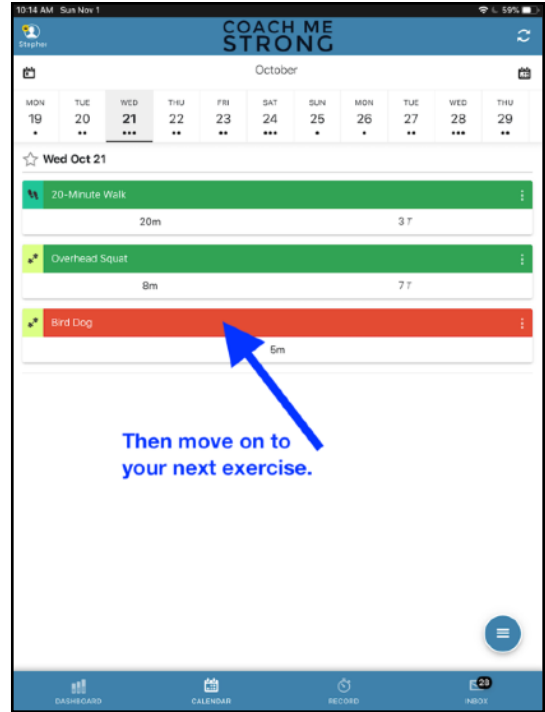 10:14 AM Sun Nov 1 59%
Stepher
COACH ME
STRONG
October
MON TUE WED THU FRI SAT SUN MON TUE WED THU
19 20 21 22 23 24 25 26 27 28 29
Wed Oct 21
20-Minute Walk
20m 3 T
Overhead Squat
8m 7 T
Bird Dog
5m
Then move on to
your next exercise.
DASHBOARD CALENDAR RECORD INBOX
28